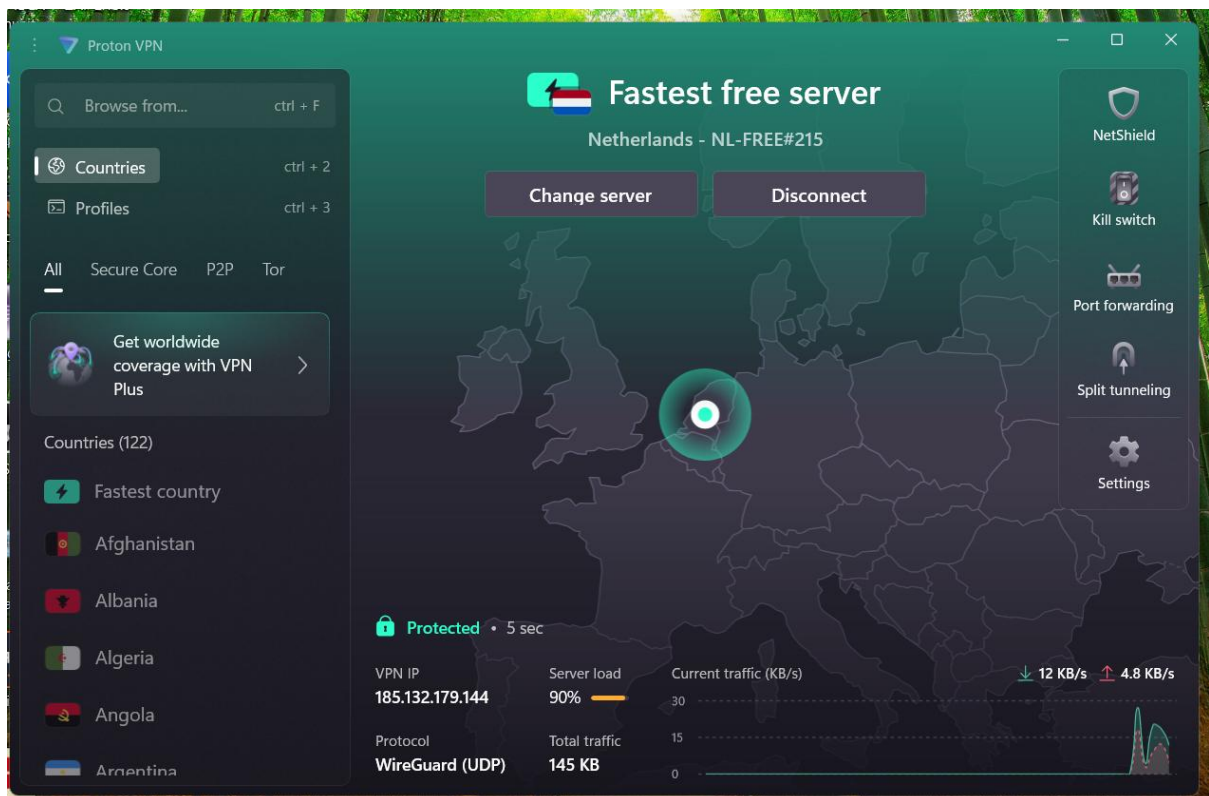 Proton VPN
Browse from... ctrl + F
Countries ctrl + 2
Profiles ctrl + 3
All Secure Core P2P Tor
Get worldwide
coverage with VPN
Plus
Countries (122)
Fastest country
Afghanistan
Albania
Algeria
Angola
Argentina
Fastest free server
Netherlands - NL-FREE#215
Change server Disconnect
Protected • 5 sec
VPN IP
185.132.179.144
Server load
90%
Protocol
WireGuard (UDP)
Total traffic
145 KB
Current traffic (KB/s)
12 KB/s 4.8 KB/s
30
15
0
NetShield
Kill switch
Port forwarding
Split tunneling
Settings